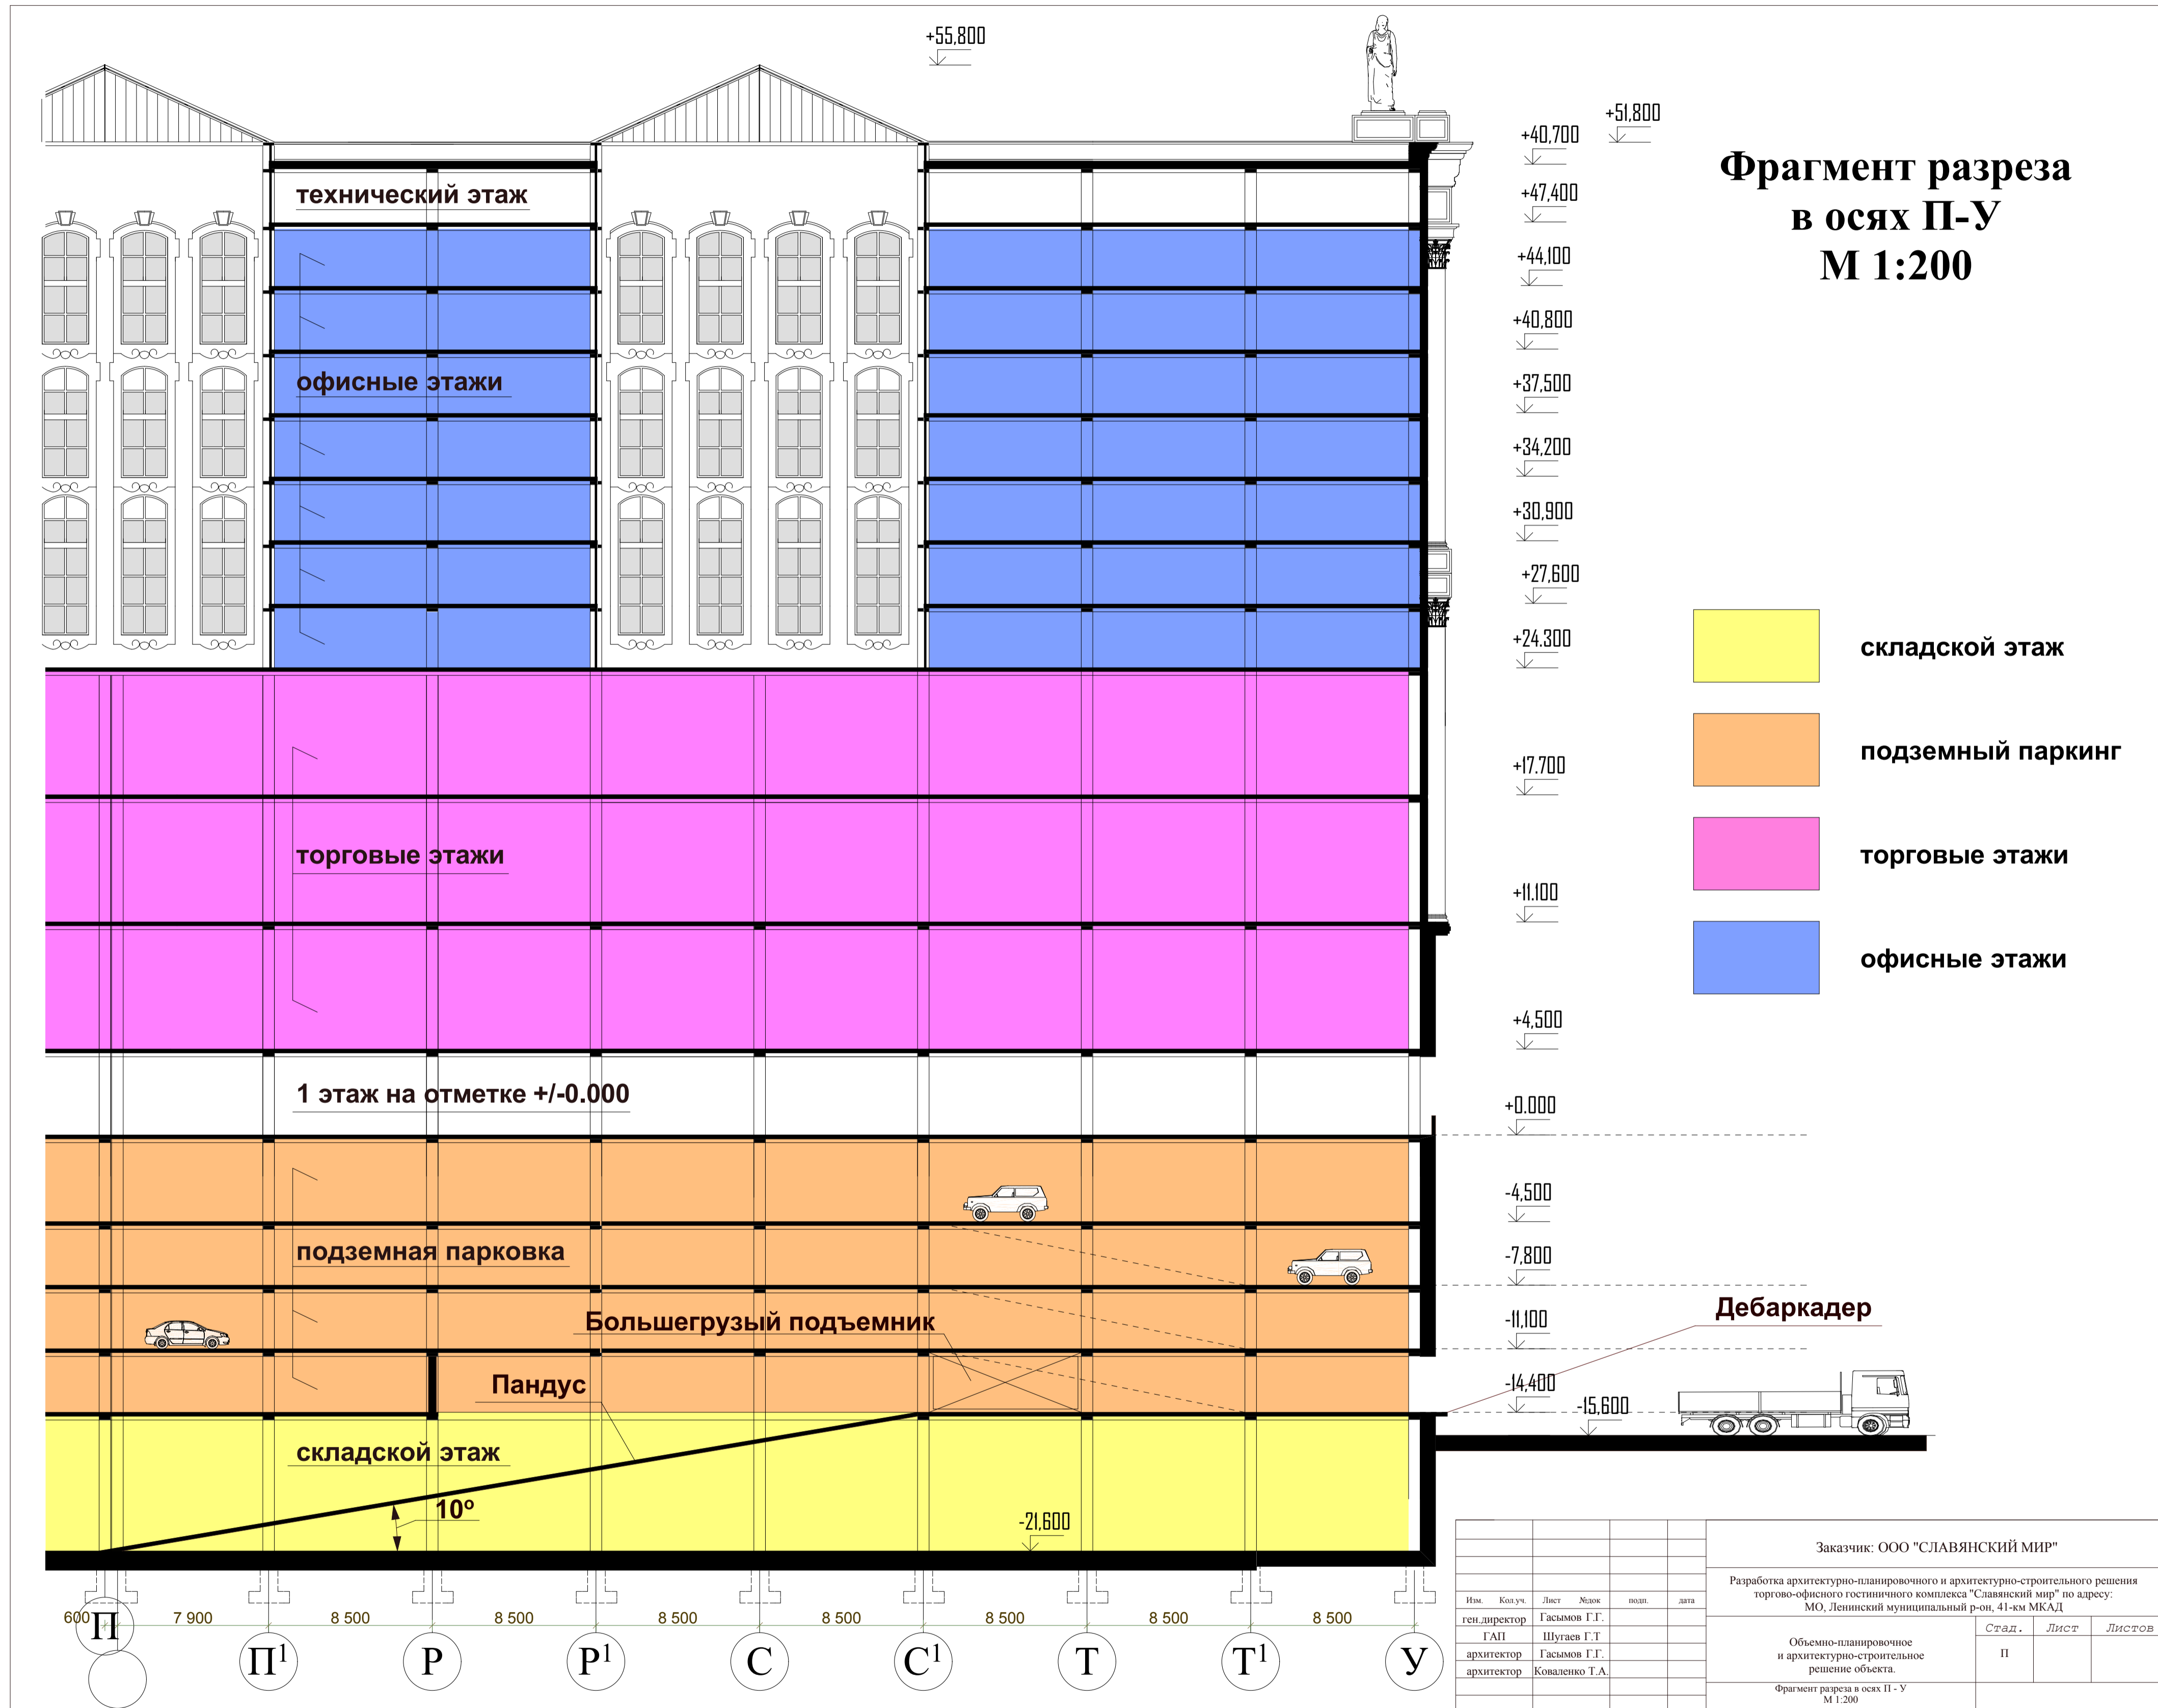 +55,800
+51,800
+40,700
+47,400
+44,100
+40,800
+37,500
+34,200
+30,900
+27,600
+24.300
+17.700
+11.100
+4,500
+0.000
-4,500
-7,800
-11,100
-14,400
-15,600
-21,600
Фрагмент разреза
в осях П-У
М 1:200
технический этаж
офисные этажи
торговые этажи
1 этаж на отметке +/-0.000
подземная парковка
Большегрузый подъемник
Пандус
складской этаж
10º
Дебаркадер
складской этаж
подземный паркинг
торговые этажи
офисные этажи
600 7 900 8 500 8 500 8 500 8 500 8 500 8 500 8 500
П П1 Р Р1 С С1 Т Т1 У
Заказчик: ООО "СЛАВЯНСКИЙ МИР"
Разработка архитектурно-планировочного и архитектурно-строительного решения
торгово-офисного гостиничного комплекса "Славянский мир" по адресу:
МО, Ленинский муниципальный р-он, 41-км МКАД
Изм. Кол.уч. Лист №док подп. дата
ген.директор Гасымов Г.Г.
ГАП Шугаев Г.Т
архитектор Гасымов Г.Г.
архитектор Коваленко Т.А.
Объемно-планировочное
и архитектурно-строительное
решение объекта.
Стад. Лист Листов
П
Фрагмент разреза в осях П - У
М 1:200